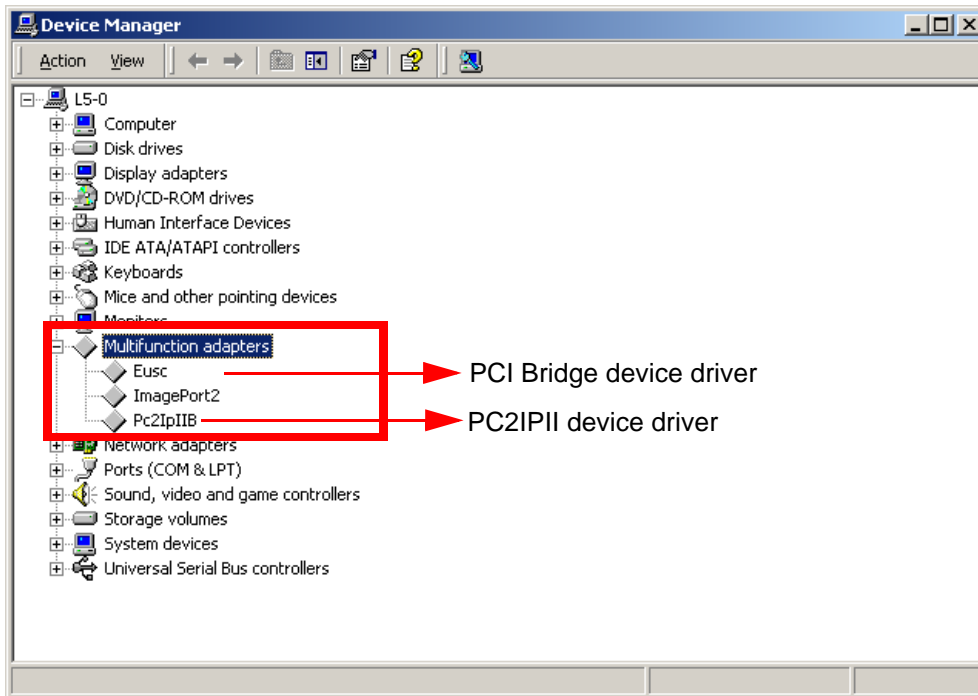 Device Manager
Action View
L5-0
Computer
Disk drives
Display adapters
DVD/CD-ROM drives
Human Interface Devices
IDE ATA/ATAPI controllers
Keyboards
Mice and other pointing devices
Monitors
Multifunction adapters
Eusc PCI Bridge device driver
ImagePort2
Pc2IpIIB PC2IPII device driver
Network adapters
Ports (COM & LPT)
Sound, video and game controllers
Storage volumes
System devices
Universal Serial Bus controllers